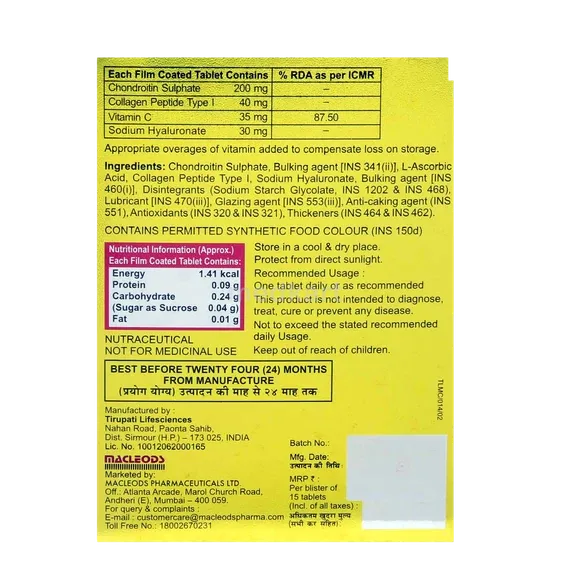 Each Film Coated Tablet Contains % RDA as per ICMR
Chondroitin Sulphate 200 mg –
Collagen Peptide Type I 40 mg –
Vitamin C 35 mg 87.50
Sodium Hyaluronate 30 mg –
Appropriate overages of vitamin added to compensate loss on storage.
Ingredients: Chondroitin Sulphate, Bulking agent [INS 341(ii)], L-Ascorbic
Acid, Collagen Peptide Type I, Sodium Hyaluronate, Bulking agent [INS
460(i)], Disintegrants (Sodium Starch Glycolate, INS 1202 & INS 468),
Lubricant [INS 470(iii)], Glazing agent [INS 553(iii)], Anti-caking agent (INS
551), Antioxidants (INS 320 & INS 321), Thickeners (INS 464 & INS 462).
CONTAINS PERMITTED SYNTHETIC FOOD COLOUR (INS 150d)
Nutritional Information (Approx.)
Each Film Coated Tablet Contains:
Energy 1.41 kcal
Protein 0.09 g
Carbohydrate 0.24 g
(Sugar as Sucrose 0.04 g)
Fat 0.01 g
Store in a cool & dry place.
Protect from direct sunlight.
Recommended Usage :
One tablet daily or as recommended
This product is not intended to diagnose,
treat, cure or prevent any disease.
Not to exceed the stated recommended
daily Usage.
Keep out of reach of children.
NUTRACEUTICAL
NOT FOR MEDICINAL USE
BEST BEFORE TWENTY FOUR (24) MONTHS
FROM MANUFACTURE
(प्रयोग योग्य) उत्पादन की माह से २४ माह तक
TLMC/014/02
Manufactured by :
Tirupati Lifesciences
Nahan Road, Paonta Sahib,
Dist. Sirmour (H.P.) – 173 025, INDIA
Lic. No. 10012062000165
MACLEODS
Marketed by:
MACLEODS PHARMACEUTICALS LTD.
Off.: Atlanta Arcade, Marol Church Road,
Andheri (E), Mumbai – 400 059.
For query & complaints :
E-mail : customercare@macleodspharma.com
Toll Free No.: 18002670231
Batch No.:
Mfg. Date:
उत्पादन की तिथि:
MRP ₹ :
Per blister of
15 tablets
(Incl. of all taxes):
अधिकतम खुदरा मूल्य
(सभी कर सहित)